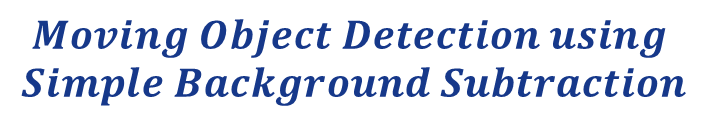 Moving Object Detection using
Simple Background Subtraction